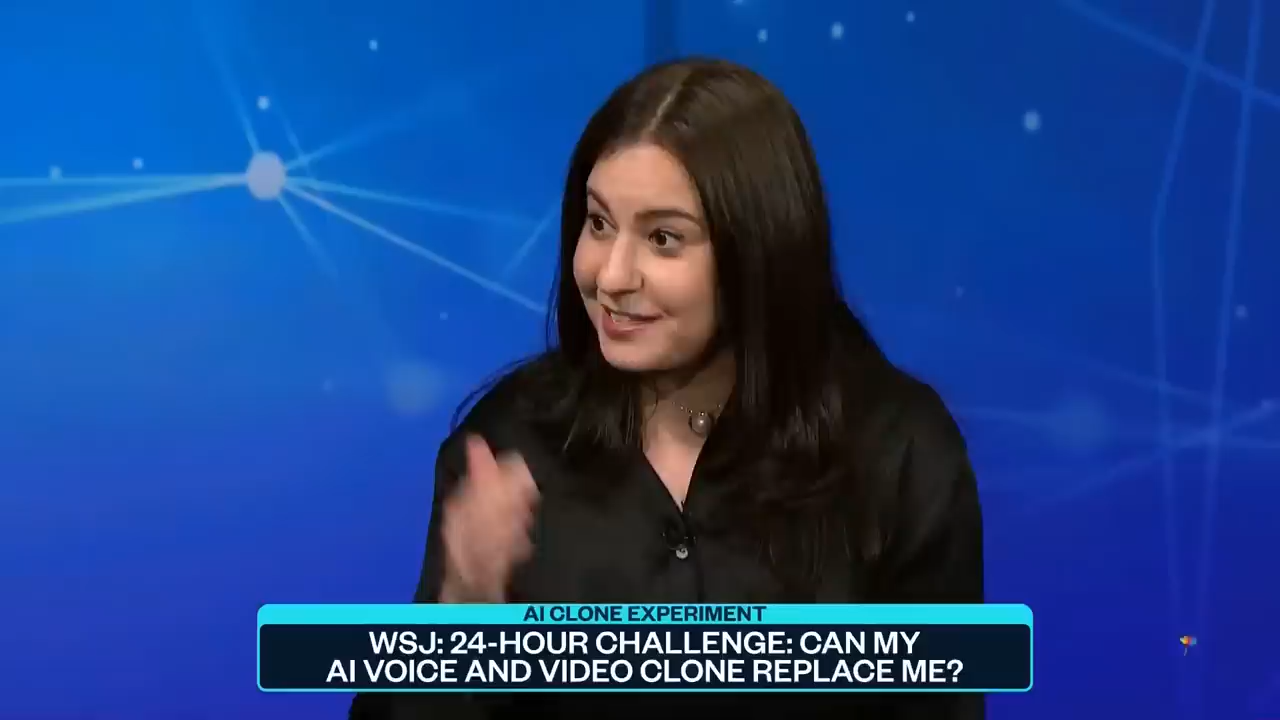 AI CLONE EXPERIMENT
WSJ: 24-HOUR CHALLENGE: CAN MY
AI VOICE AND VIDEO CLONE REPLACE ME?